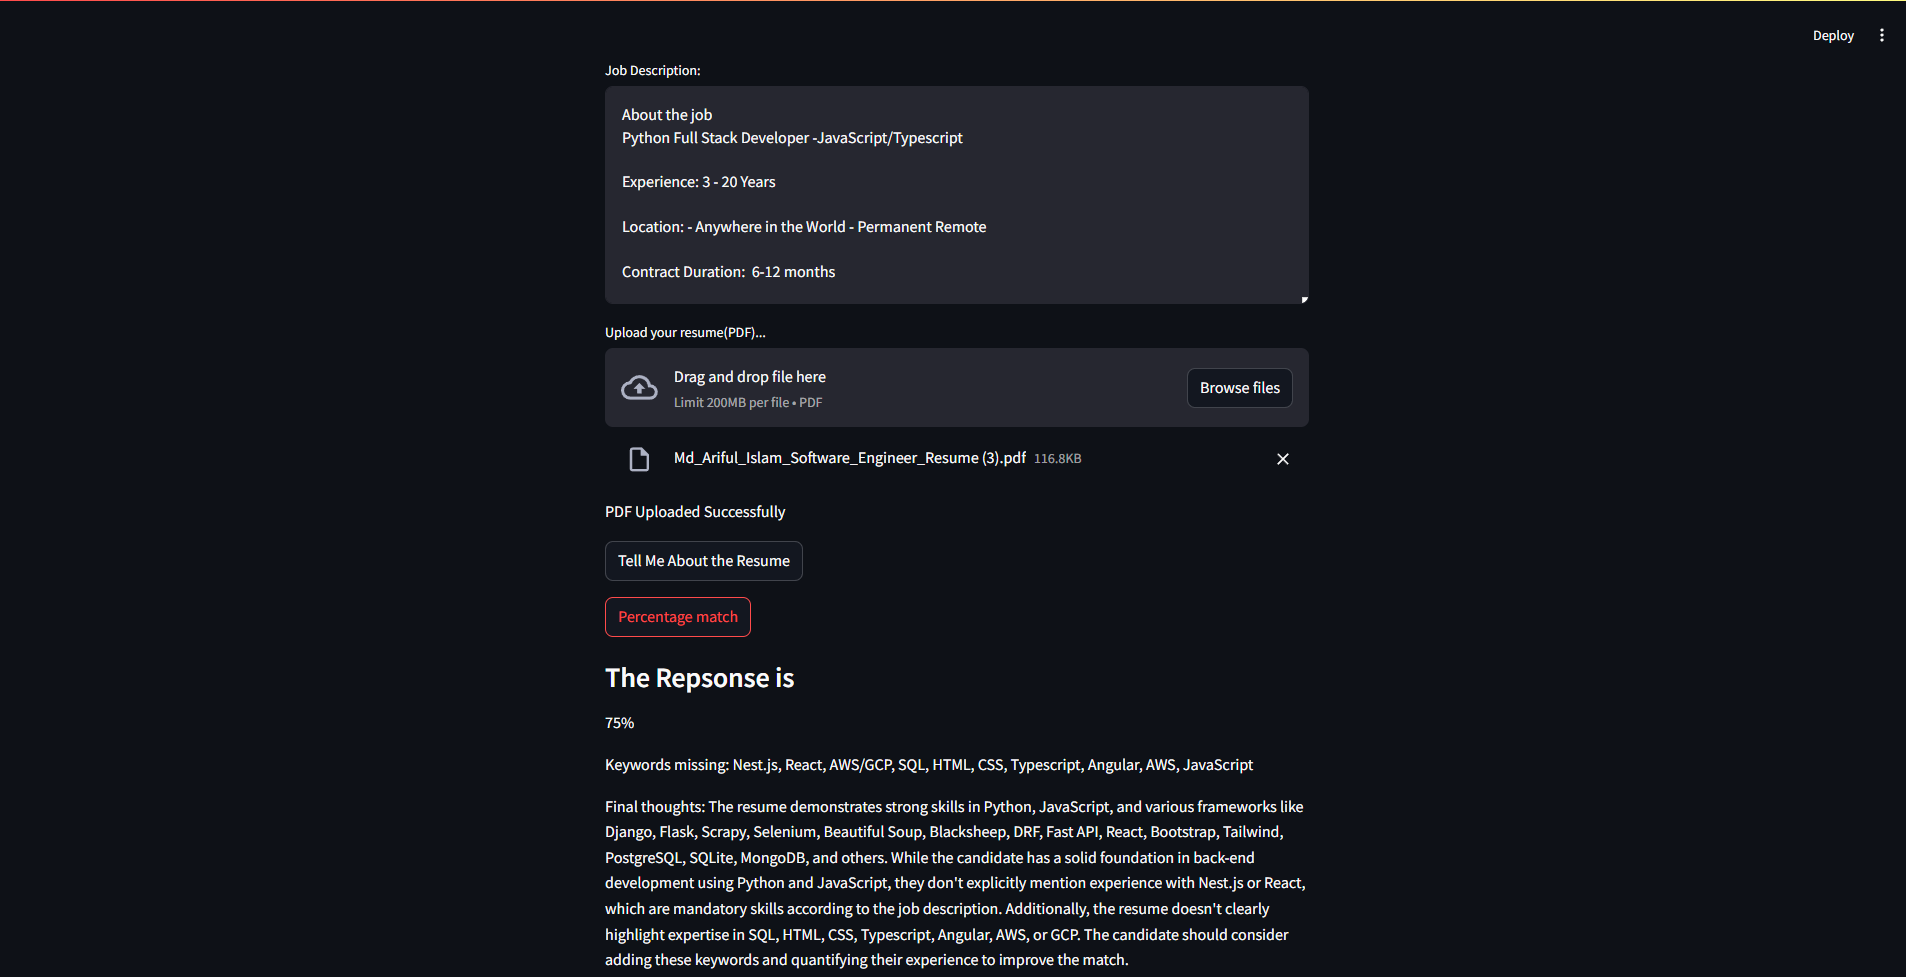 Deploy
Job Description:
About the job
Python Full Stack Developer -JavaScript/Typescript
Experience: 3 - 20 Years
Location: - Anywhere in the World - Permanent Remote
Contract Duration:  6-12 months
Upload your resume(PDF)...
Drag and drop file here
Limit 200MB per file • PDF
Browse files
Md_Ariful_Islam_Software_Engineer_Resume (3).pdf 116.8KB
PDF Uploaded Successfully
Tell Me About the Resume
Percentage match
The Repsonse is
75%
Keywords missing: Nest.js, React, AWS/GCP, SQL, HTML, CSS, Typescript, Angular, AWS, JavaScript
Final thoughts: The resume demonstrates strong skills in Python, JavaScript, and various frameworks like
Django, Flask, Scrapy, Selenium, Beautiful Soup, Blacksheep, DRF, Fast API, React, Bootstrap, Tailwind,
PostgreSQL, SQLite, MongoDB, and others. While the candidate has a solid foundation in back-end
development using Python and JavaScript, they don't explicitly mention experience with Nest.js or React,
which are mandatory skills according to the job description. Additionally, the resume doesn't clearly
highlight expertise in SQL, HTML, CSS, Typescript, Angular, AWS, or GCP. The candidate should consider
adding these keywords and quantifying their experience to improve the match.